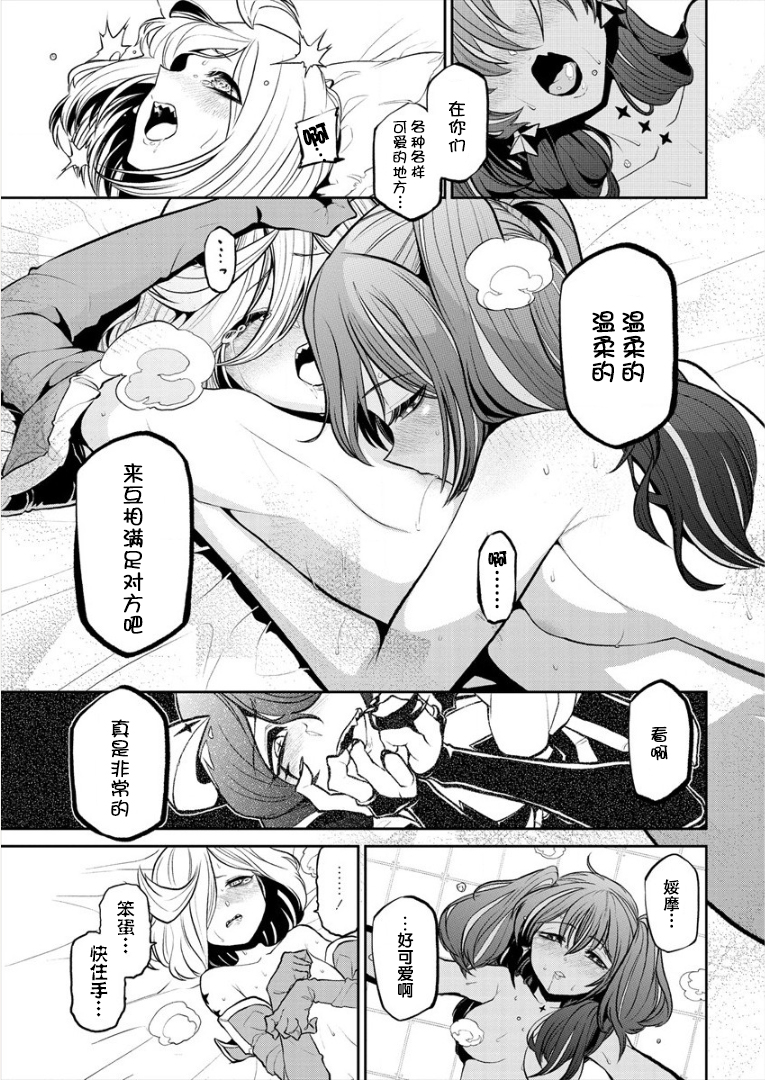 在你们
各种各样
可爱的地方…
啊
……
温柔的
温柔的
……っ
来互相满足对方吧
啊
……
看啊
真是非常的
婑摩
…
…好可爱啊
……
笨蛋…
快住手…